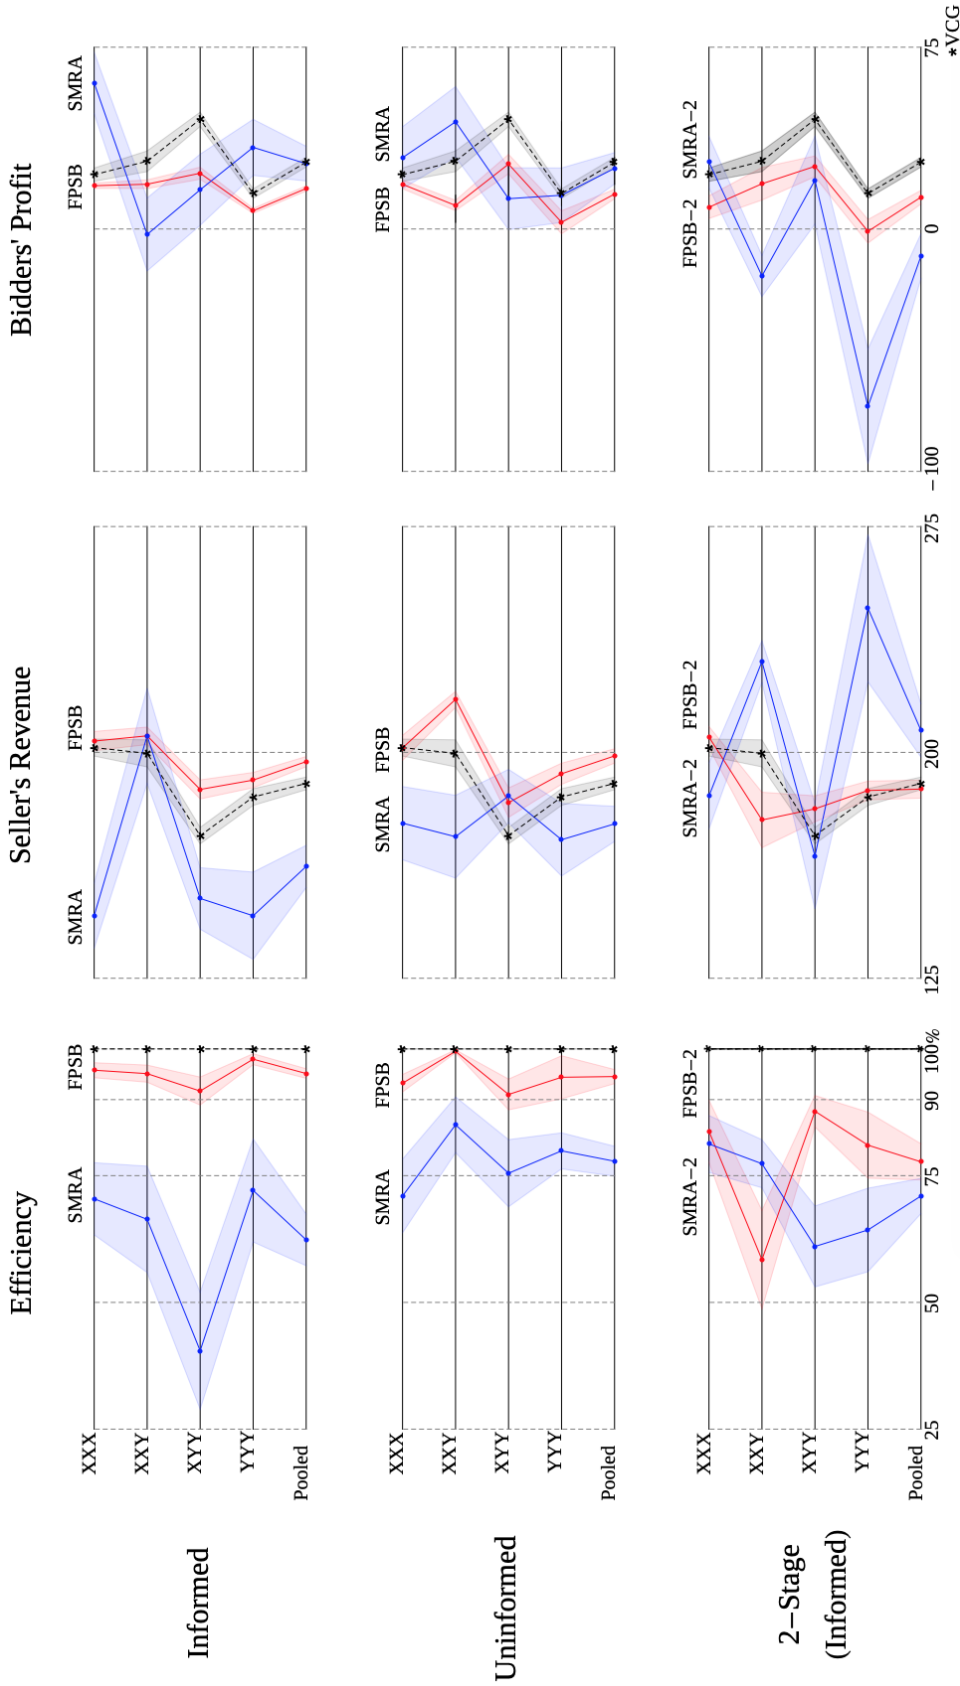 Efficiency
Seller's Revenue
Bidders' Profit
Informed
SMRA
FPSB
SMRA
FPSB
FPSB
SMRA
XXX
XXY
XYY
YYY
Pooled
Uninformed
SMRA
FPSB
SMRA
FPSB
FPSB
SMRA
XXX
XXY
XYY
YYY
Pooled
2−Stage
(Informed)
SMRA−2
FPSB−2
SMRA−2
FPSB−2
FPSB−2
SMRA−2
XXX
XXY
XYY
YYY
Pooled
25
50
75
90
100%
125
200
275
−100
0
75
*VCG